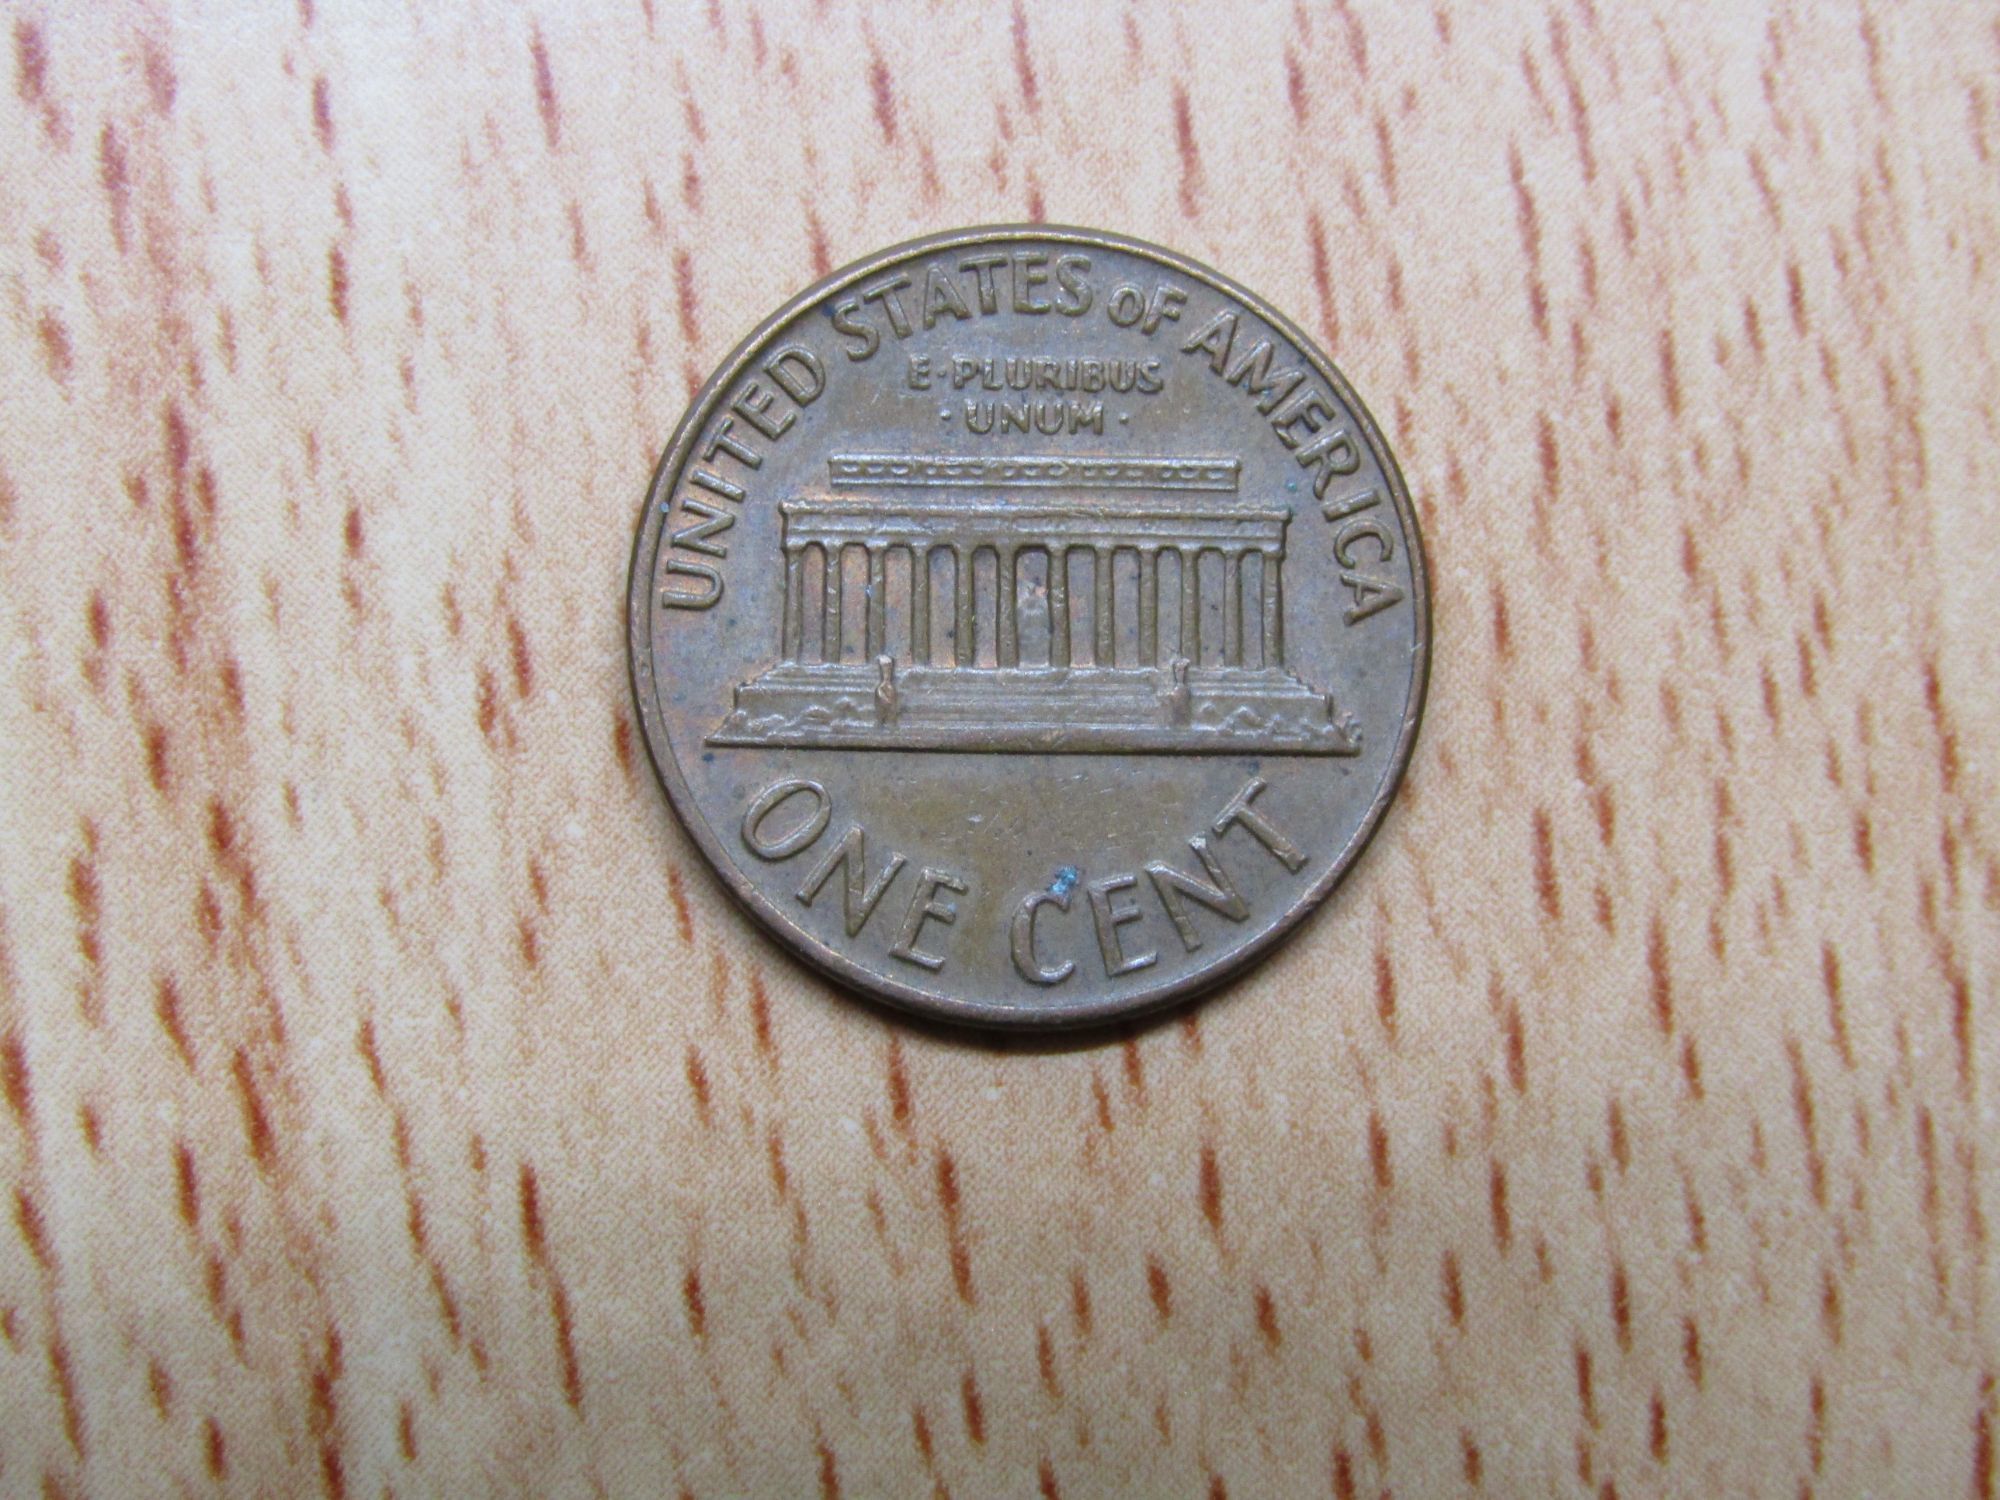 UNITED STATES OF AMERICA
E·PLURIBUS
·UNUM·
ONE CENT